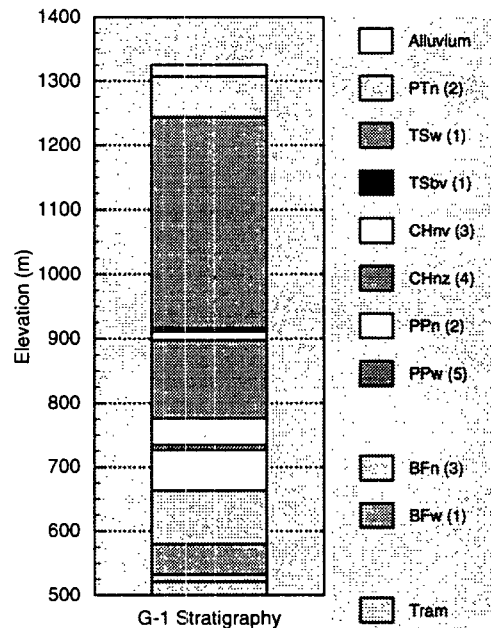 1400
1300
1200
1100
1000
900
800
700
600
500
Elevation (m)
G-1 Stratigraphy
Alluvium
PTn (2)
TSw (1)
TSbv (1)
CHnv (3)
CHnz (4)
PPn (2)
PPw (5)
BFn (3)
BFw (1)
Tram